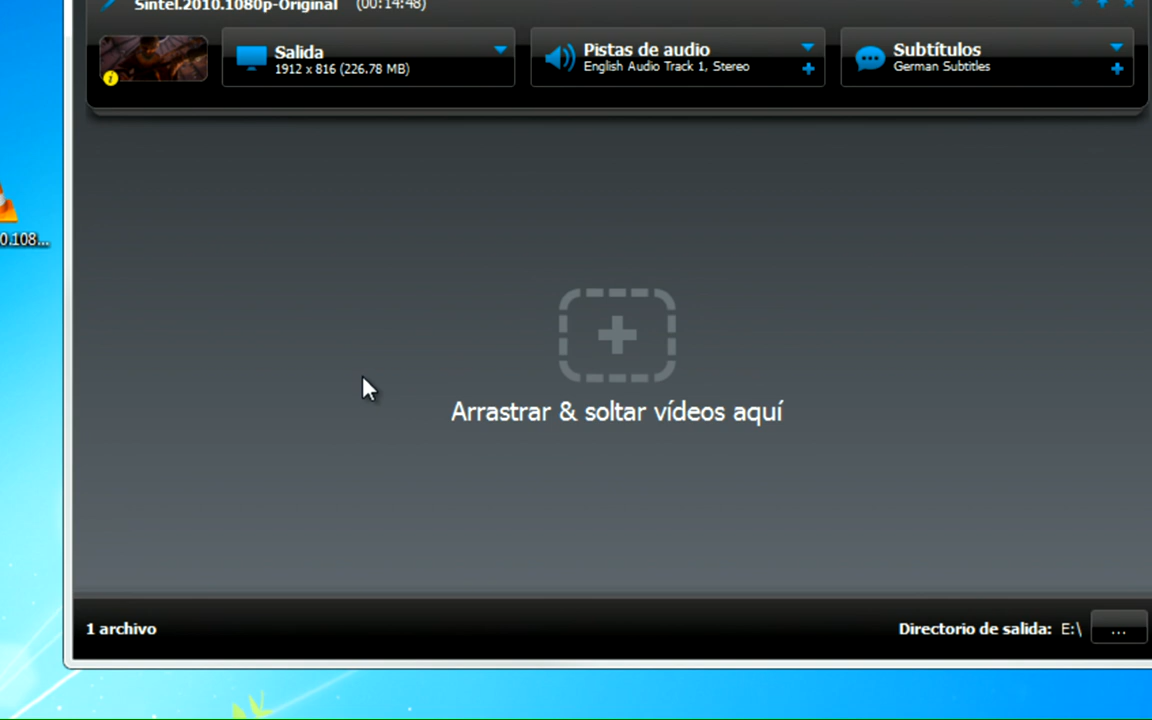 Sintel.2010.1080p-Original (00:14:48)
Salida
1912 x 816 (226.78 MB)
Pistas de audio
English Audio Track 1, Stereo
Subtítulos
German Subtitles
0.108...
Arrastrar & soltar vídeos aquí
1 archivo
Directorio de salida: E:\
...